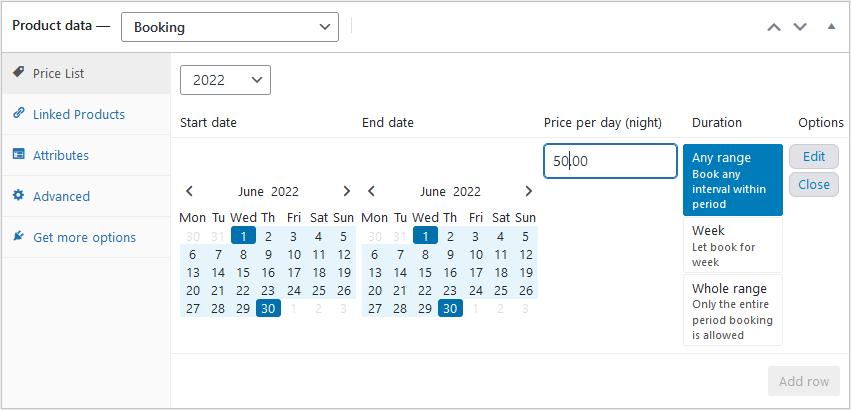 Product data — Booking
Price List
Linked Products
Attributes
Advanced
Get more options
2022
Start date End date Price per day (night) Duration Options
June 2022
Mon Tu Wed Th Fri Sat Sun
30 31 1 2 3 4 5
6 7 8 9 10 11 12
13 14 15 16 17 18 19
20 21 22 23 24 25 26
27 28 29 30 1 2 3
June 2022
Mon Tu Wed Th Fri Sat Sun
30 31 1 2 3 4 5
6 7 8 9 10 11 12
13 14 15 16 17 18 19
20 21 22 23 24 25 26
27 28 29 30 1 2 3
50.00
Any range
Book any
interval within
period
Week
Let book for
week
Whole range
Only the entire
period booking
is allowed
Edit
Close
Add row